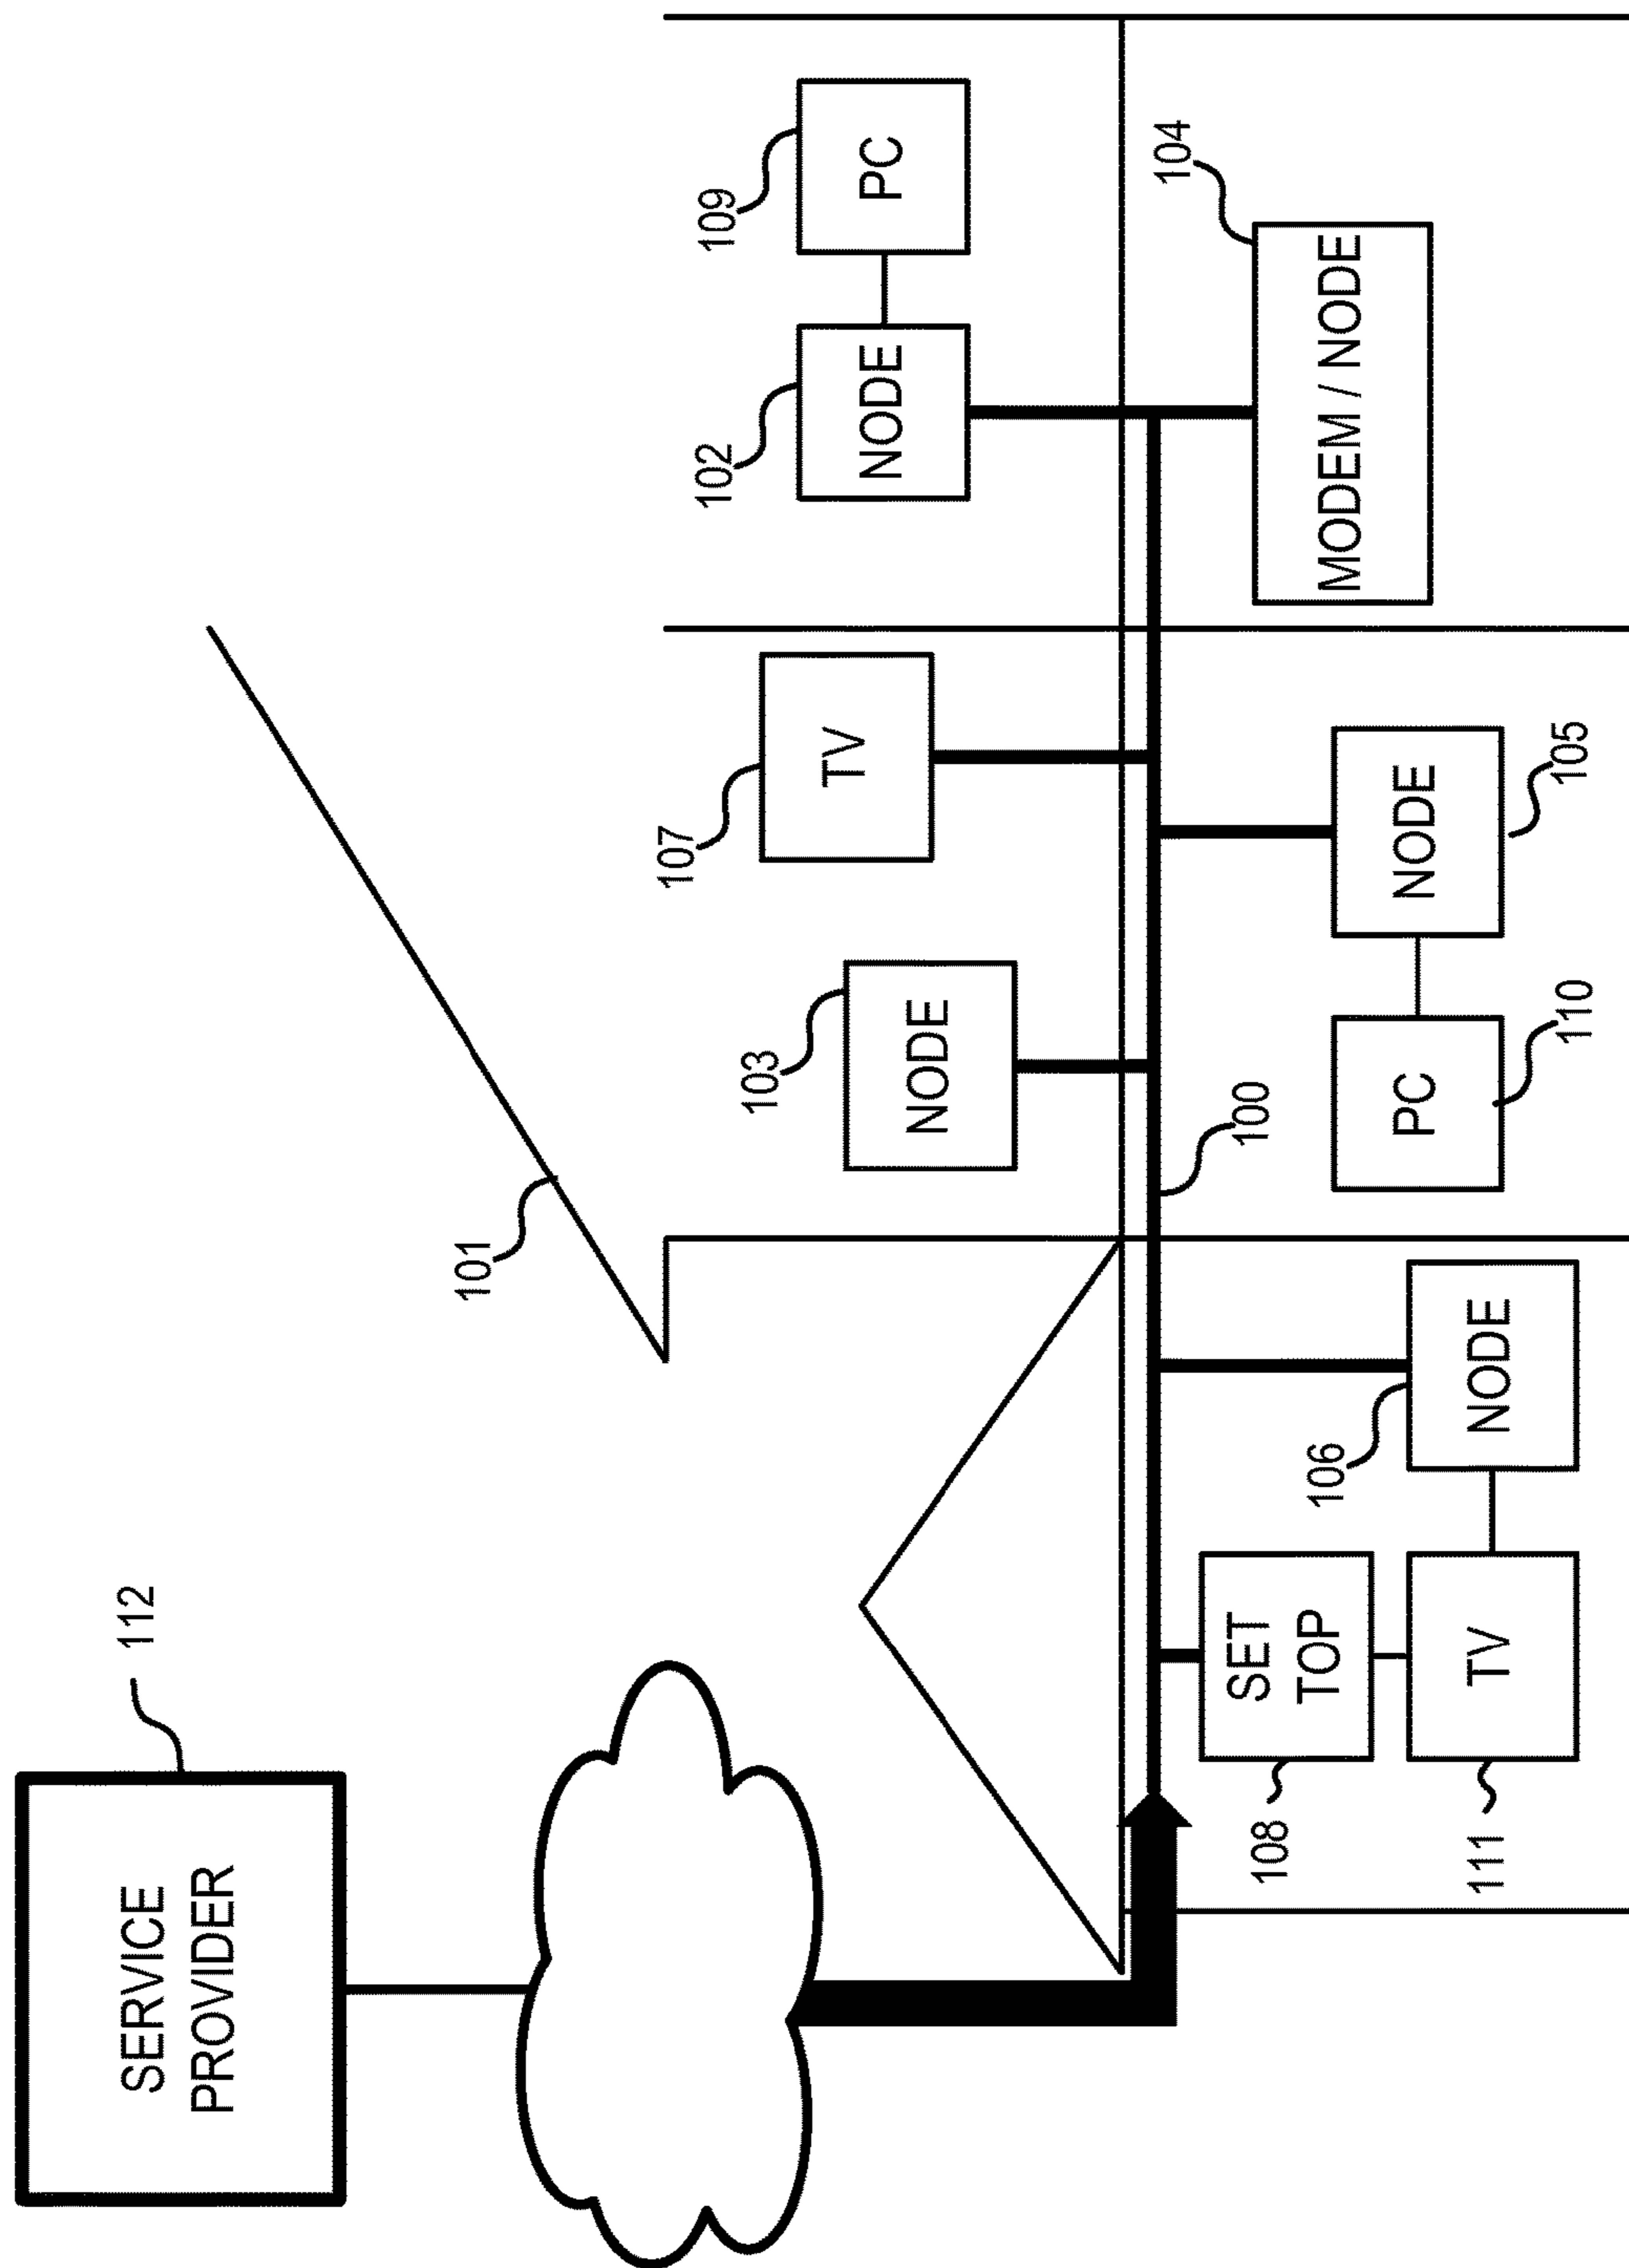 SERVICE
PROVIDER
112
101
109
PC
102
NODE
107
TV
103
NODE
104
MODEM / NODE
100
105
NODE
110
PC
106
NODE
108
SET
TOP
111
TV